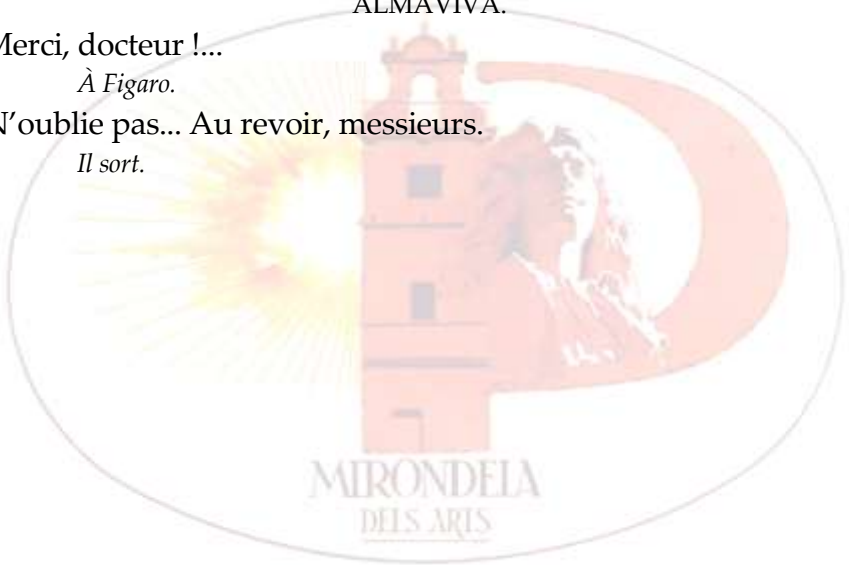 ALMAVIVA.
Merci, docteur !...
À Figaro.
N'oublie pas... Au revoir, messieurs.
Il sort.
MIRONDELA
DELS ARTS